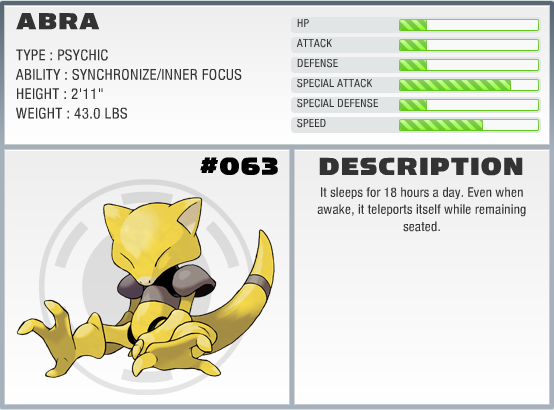 ABRA
TYPE : PSYCHIC
ABILITY : SYNCHRONIZE/INNER FOCUS
HEIGHT : 2'11"
WEIGHT : 43.0 LBS
HP
ATTACK
DEFENSE
SPECIAL ATTACK
SPECIAL DEFENSE
SPEED
#063
DESCRIPTION
It sleeps for 18 hours a day. Even when
awake, it teleports itself while remaining
seated.